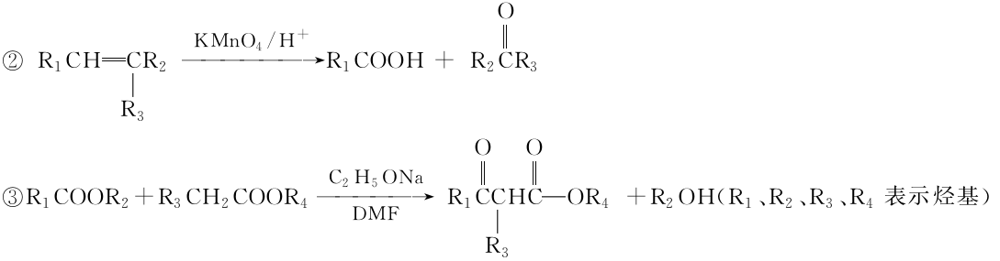 O
② R₁CH=CR₂ KMnO₄/H⁺ R₁COOH + R₂CR₃
R₃
O O
③R₁COOR₂+R₃CH₂COOR₄ C₂H₅ONa DMF R₁CCHC—OR₄ +R₂OH(R₁、R₂、R₃、R₄ 表示烃基)
R₃